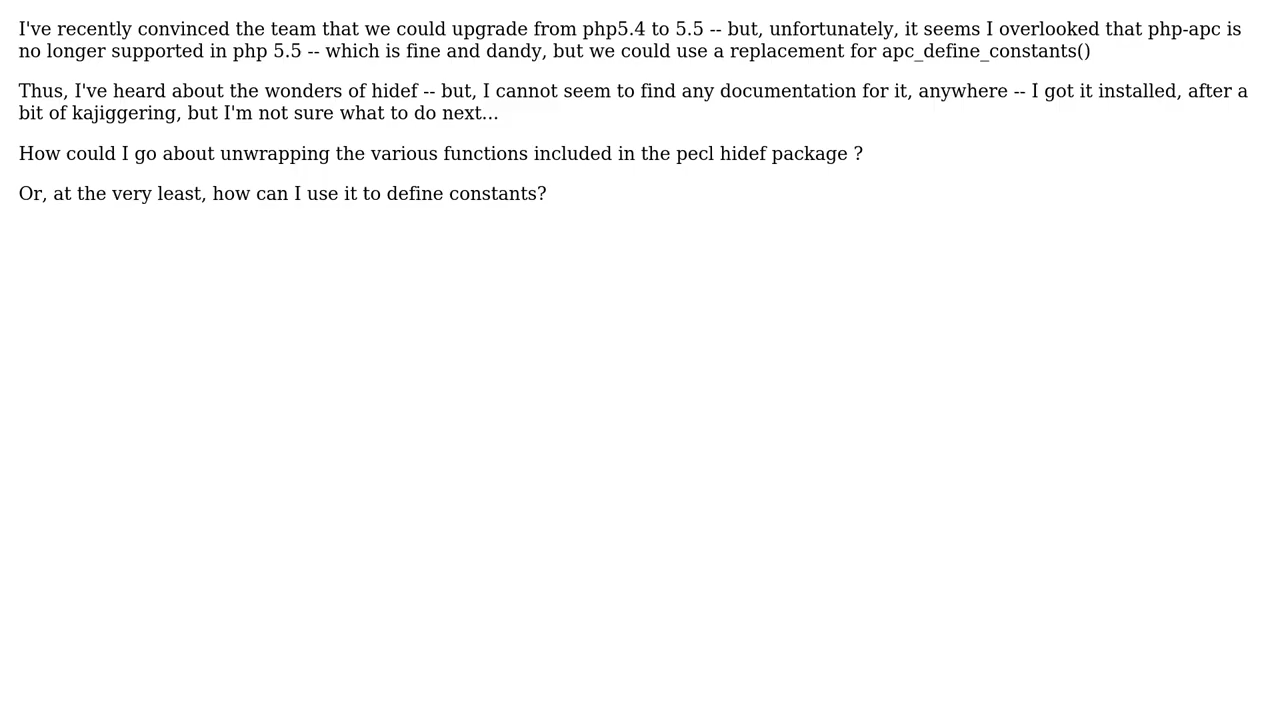 I've recently convinced the team that we could upgrade from php5.4 to 5.5 -- but, unfortunately, it seems I overlooked that php-apc is
no longer supported in php 5.5 -- which is fine and dandy, but we could use a replacement for apc_define_constants()
Thus, I've heard about the wonders of hidef -- but, I cannot seem to find any documentation for it, anywhere -- I got it installed, after a
bit of kajiggering, but I'm not sure what to do next...
How could I go about unwrapping the various functions included in the pecl hidef package ?
Or, at the very least, how can I use it to define constants?